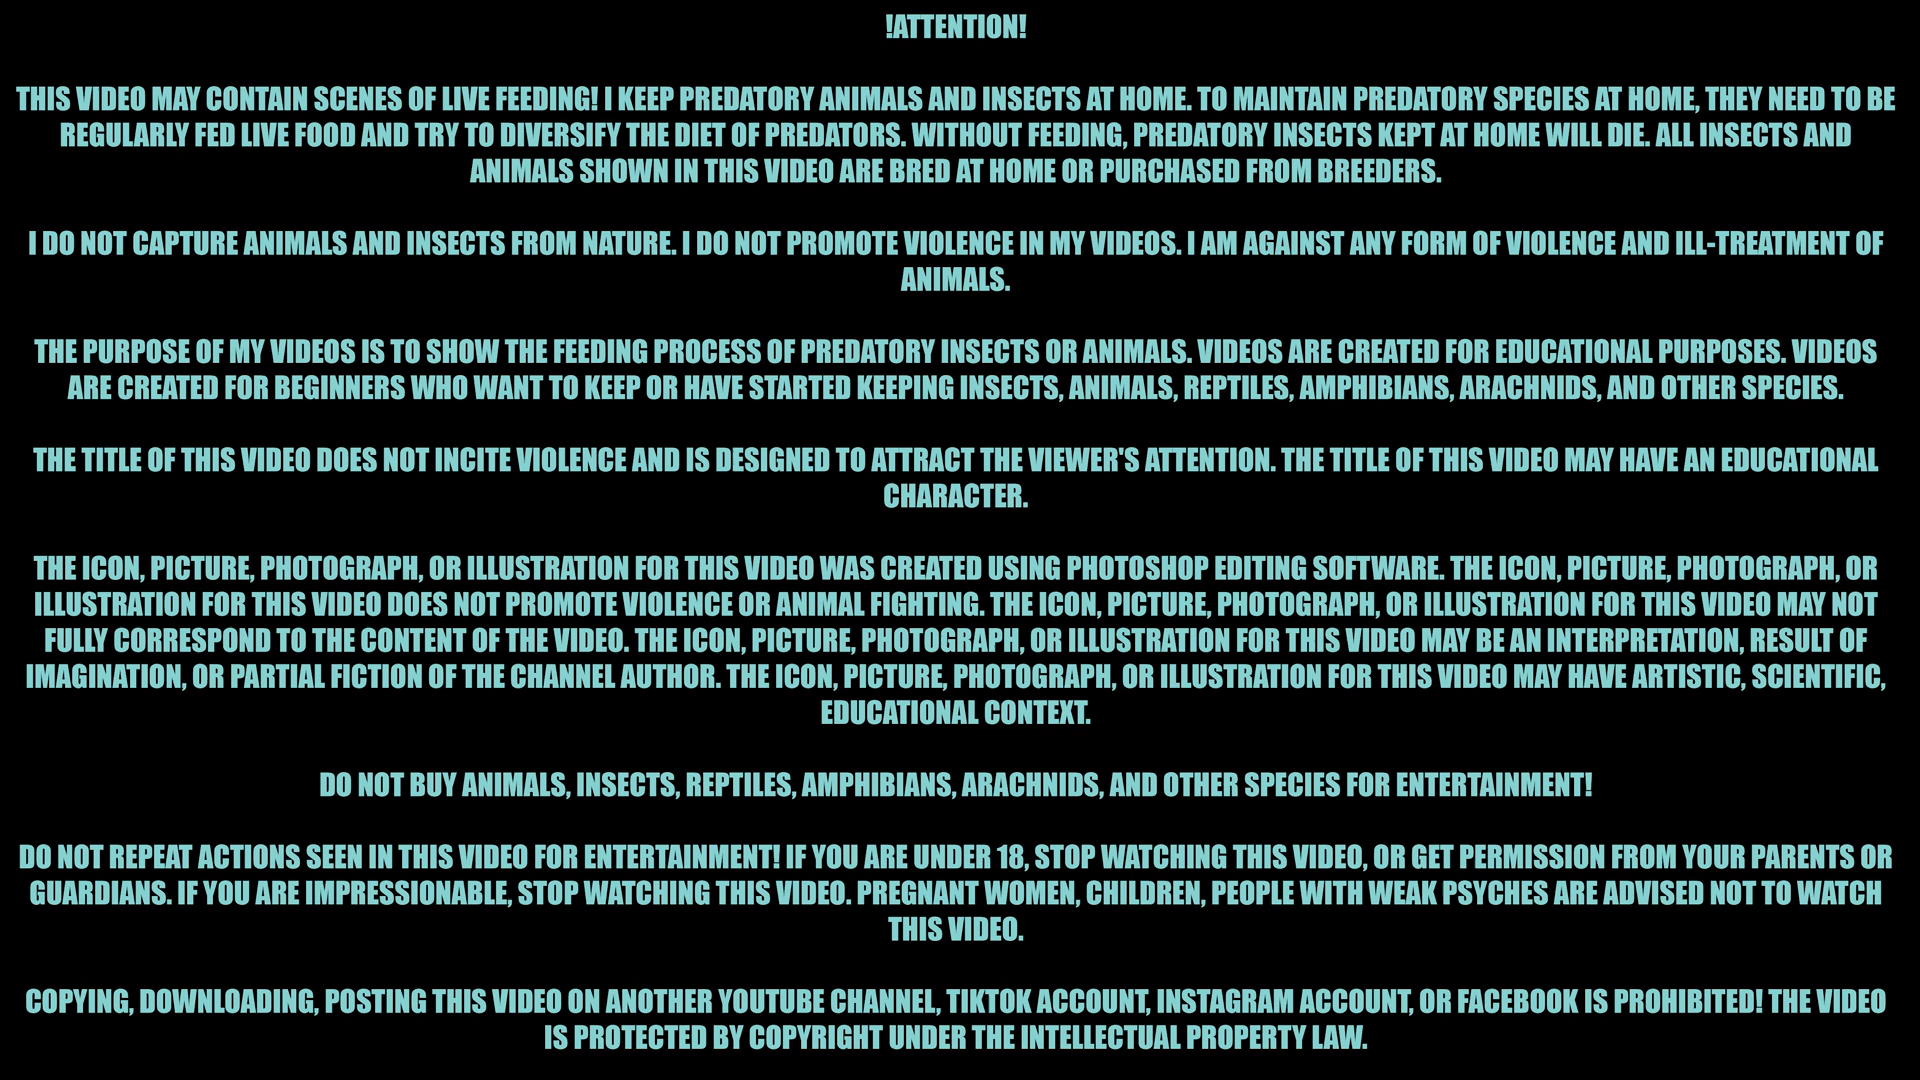 !ATTENTION!
THIS VIDEO MAY CONTAIN SCENES OF LIVE FEEDING! I KEEP PREDATORY ANIMALS AND INSECTS AT HOME. TO MAINTAIN PREDATORY SPECIES AT HOME, THEY NEED TO BE
REGULARLY FED LIVE FOOD AND TRY TO DIVERSIFY THE DIET OF PREDATORS. WITHOUT FEEDING, PREDATORY INSECTS KEPT AT HOME WILL DIE. ALL INSECTS AND
ANIMALS SHOWN IN THIS VIDEO ARE BRED AT HOME OR PURCHASED FROM BREEDERS.
I DO NOT CAPTURE ANIMALS AND INSECTS FROM NATURE. I DO NOT PROMOTE VIOLENCE IN MY VIDEOS. I AM AGAINST ANY FORM OF VIOLENCE AND ILL-TREATMENT OF
ANIMALS.
THE PURPOSE OF MY VIDEOS IS TO SHOW THE FEEDING PROCESS OF PREDATORY INSECTS OR ANIMALS. VIDEOS ARE CREATED FOR EDUCATIONAL PURPOSES. VIDEOS
ARE CREATED FOR BEGINNERS WHO WANT TO KEEP OR HAVE STARTED KEEPING INSECTS, ANIMALS, REPTILES, AMPHIBIANS, ARACHNIDS, AND OTHER SPECIES.
THE TITLE OF THIS VIDEO DOES NOT INCITE VIOLENCE AND IS DESIGNED TO ATTRACT THE VIEWER'S ATTENTION. THE TITLE OF THIS VIDEO MAY HAVE AN EDUCATIONAL
CHARACTER.
THE ICON, PICTURE, PHOTOGRAPH, OR ILLUSTRATION FOR THIS VIDEO WAS CREATED USING PHOTOSHOP EDITING SOFTWARE. THE ICON, PICTURE, PHOTOGRAPH, OR
ILLUSTRATION FOR THIS VIDEO DOES NOT PROMOTE VIOLENCE OR ANIMAL FIGHTING. THE ICON, PICTURE, PHOTOGRAPH, OR ILLUSTRATION FOR THIS VIDEO MAY NOT
FULLY CORRESPOND TO THE CONTENT OF THE VIDEO. THE ICON, PICTURE, PHOTOGRAPH, OR ILLUSTRATION FOR THIS VIDEO MAY BE AN INTERPRETATION, RESULT OF
IMAGINATION, OR PARTIAL FICTION OF THE CHANNEL AUTHOR. THE ICON, PICTURE, PHOTOGRAPH, OR ILLUSTRATION FOR THIS VIDEO MAY HAVE ARTISTIC, SCIENTIFIC,
EDUCATIONAL CONTEXT.
DO NOT BUY ANIMALS, INSECTS, REPTILES, AMPHIBIANS, ARACHNIDS, AND OTHER SPECIES FOR ENTERTAINMENT!
DO NOT REPEAT ACTIONS SEEN IN THIS VIDEO FOR ENTERTAINMENT! IF YOU ARE UNDER 18, STOP WATCHING THIS VIDEO, OR GET PERMISSION FROM YOUR PARENTS OR
GUARDIANS. IF YOU ARE IMPRESSIONABLE, STOP WATCHING THIS VIDEO. PREGNANT WOMEN, CHILDREN, PEOPLE WITH WEAK PSYCHES ARE ADVISED NOT TO WATCH
THIS VIDEO.
COPYING, DOWNLOADING, POSTING THIS VIDEO ON ANOTHER YOUTUBE CHANNEL, TIKTOK ACCOUNT, INSTAGRAM ACCOUNT, OR FACEBOOK IS PROHIBITED! THE VIDEO
IS PROTECTED BY COPYRIGHT UNDER THE INTELLECTUAL PROPERTY LAW.